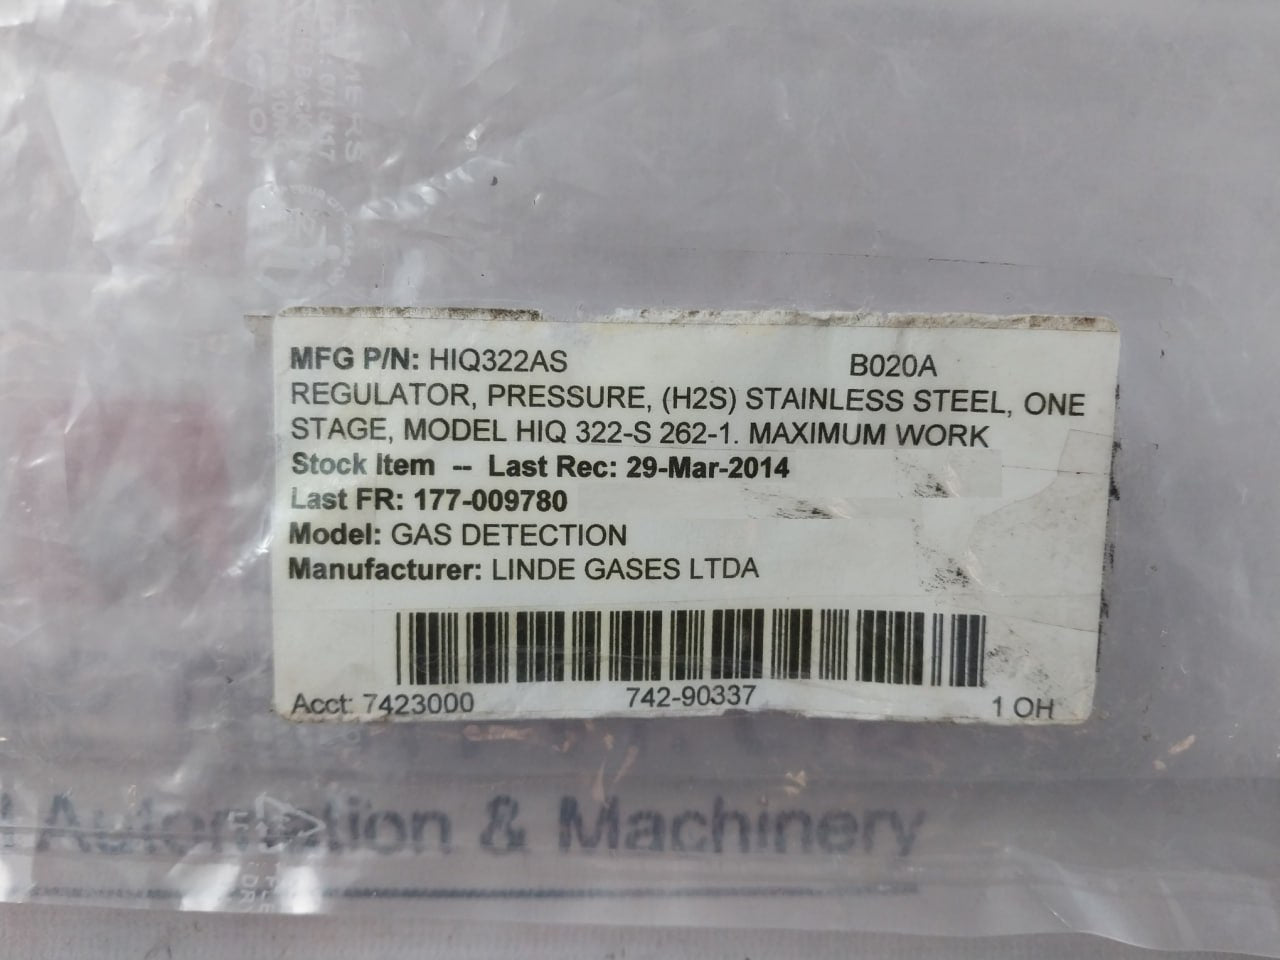 MFG P/N: HIQ322AS B020A
REGULATOR, PRESSURE, (H2S) STAINLESS STEEL, ONE
STAGE, MODEL HIQ 322-S 262-1. MAXIMUM WORK
Stock Item -- Last Rec: 29-Mar-2014
Last FR: 177-009780
Model: GAS DETECTION
Manufacturer: LINDE GASES LTDA
Acct: 7423000 742-90337 1 OH
Automation & Machinery